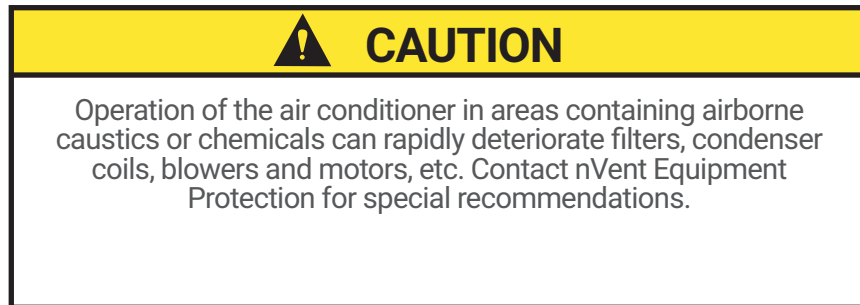 CAUTION
Operation of the air conditioner in areas containing airborne
caustics or chemicals can rapidly deteriorate filters, condenser
coils, blowers and motors, etc. Contact nVent Equipment
Protection for special recommendations.